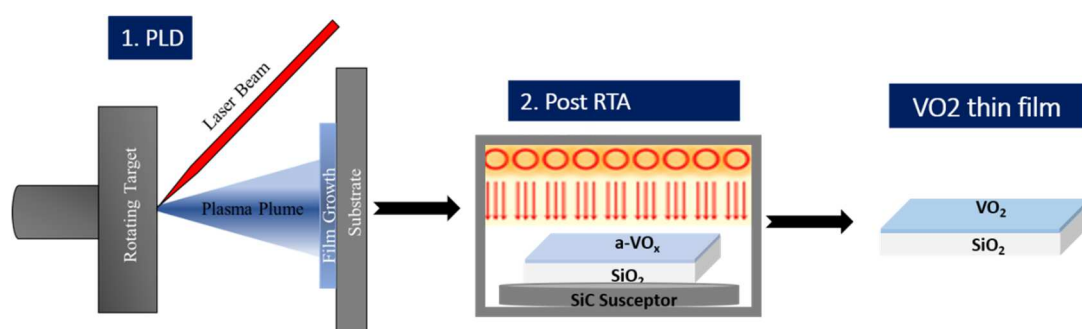 1. PLD
Laser Beam
Rotating Target
Plasma Plume
Film Growth
Substrate
2. Post RTA
a-VOₓ
SiO₂
SiC Susceptor
VO2 thin film
VO₂
SiO₂